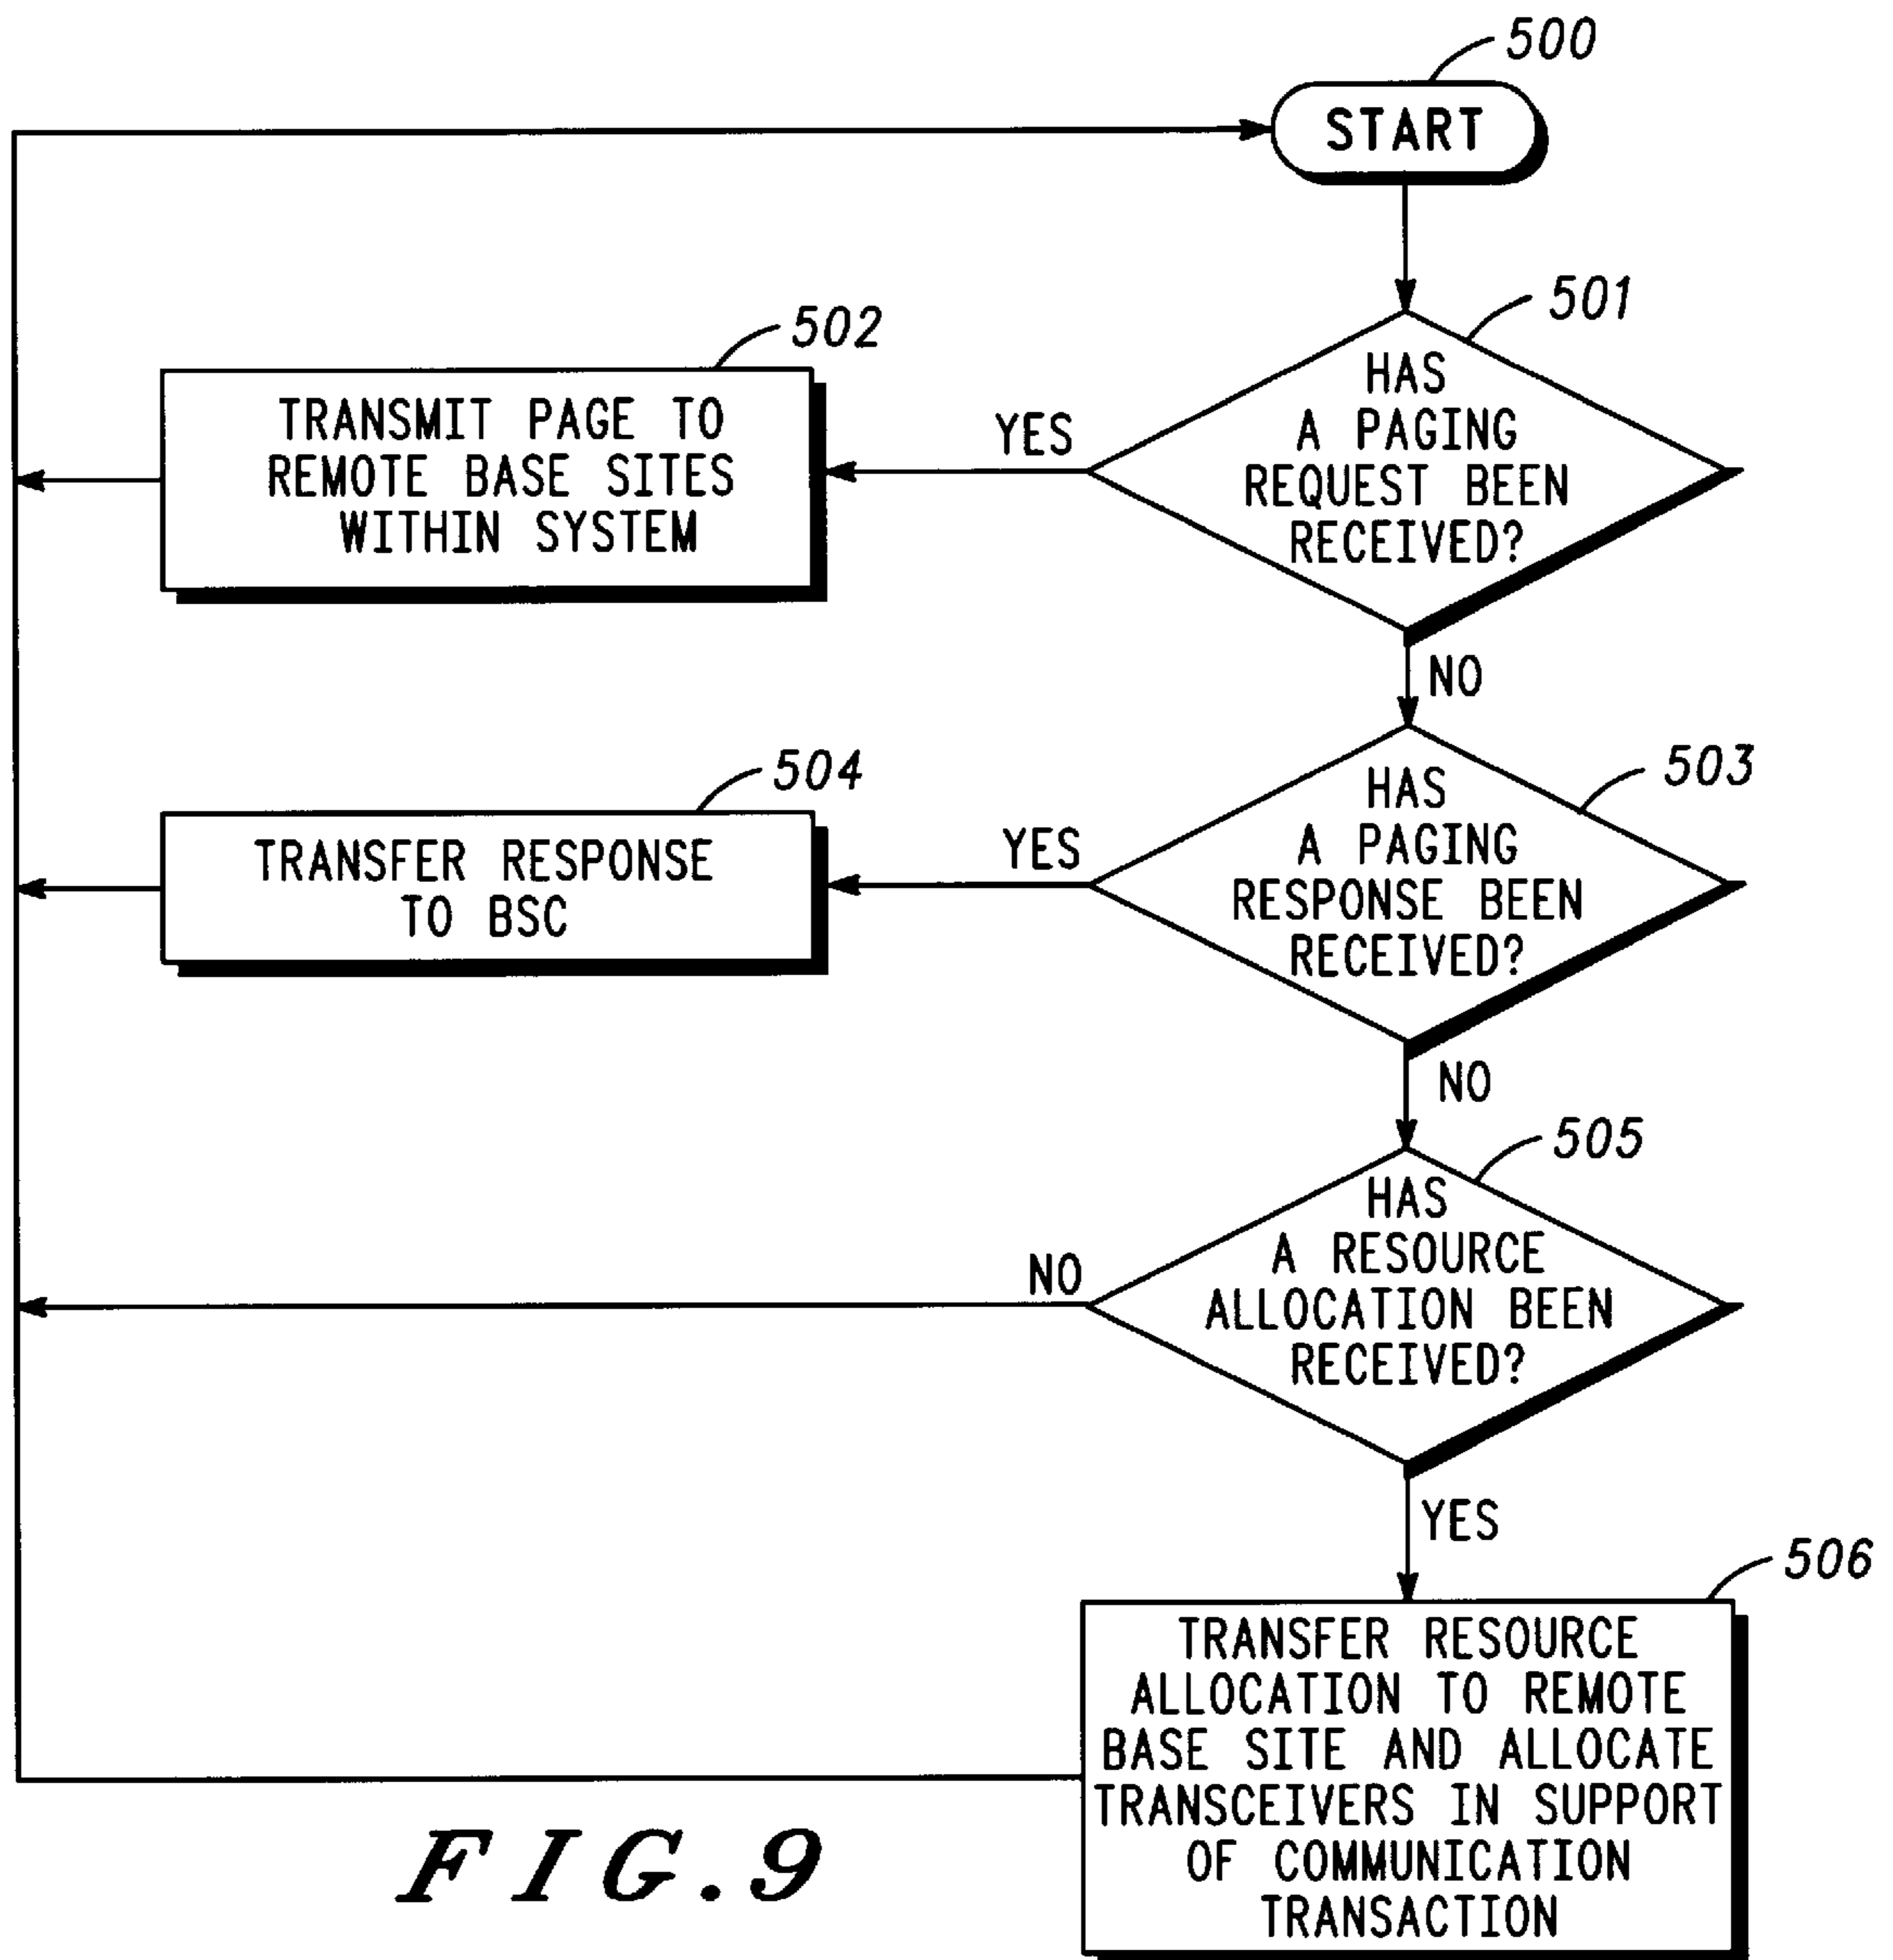 500
START
501
HAS
A PAGING
REQUEST BEEN
RECEIVED?
YES
502
TRANSMIT PAGE TO
REMOTE BASE SITES
WITHIN SYSTEM
NO
503
HAS
A PAGING
RESPONSE BEEN
RECEIVED?
YES
504
TRANSFER RESPONSE
TO BSC
NO
505
HAS
A RESOURCE
ALLOCATION BEEN
RECEIVED?
NO
YES
506
TRANSFER RESOURCE
ALLOCATION TO REMOTE
BASE SITE AND ALLOCATE
TRANSCEIVERS IN SUPPORT
OF COMMUNICATION
TRANSACTION
FIG.9